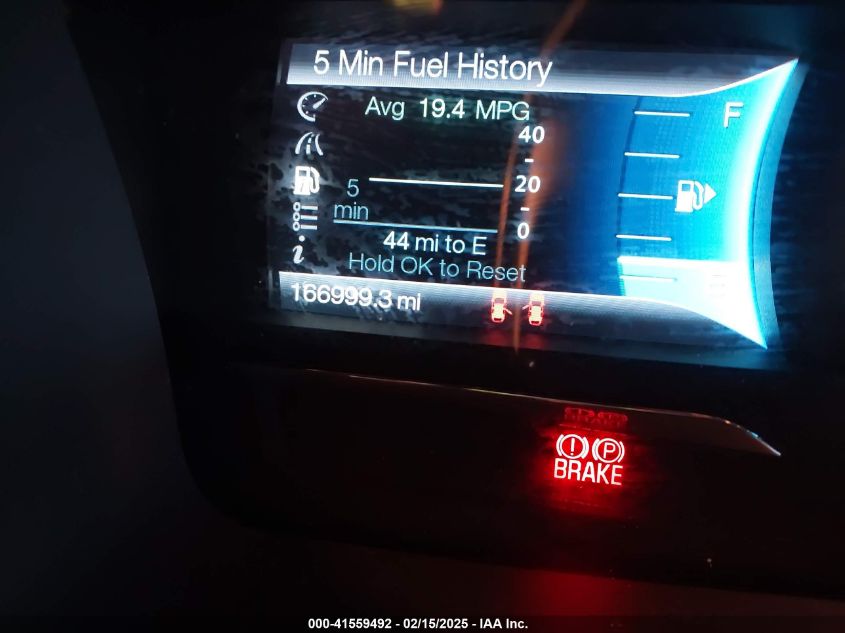 5 Min Fuel History
Avg 19.4 MPG
40
-
5
20
min
-
0
44 mi to E
Hold OK to Reset
166999.3 mi
F
E
(!) (P)
BRAKE
000-41559492 - 02/15/2025 - IAA Inc.